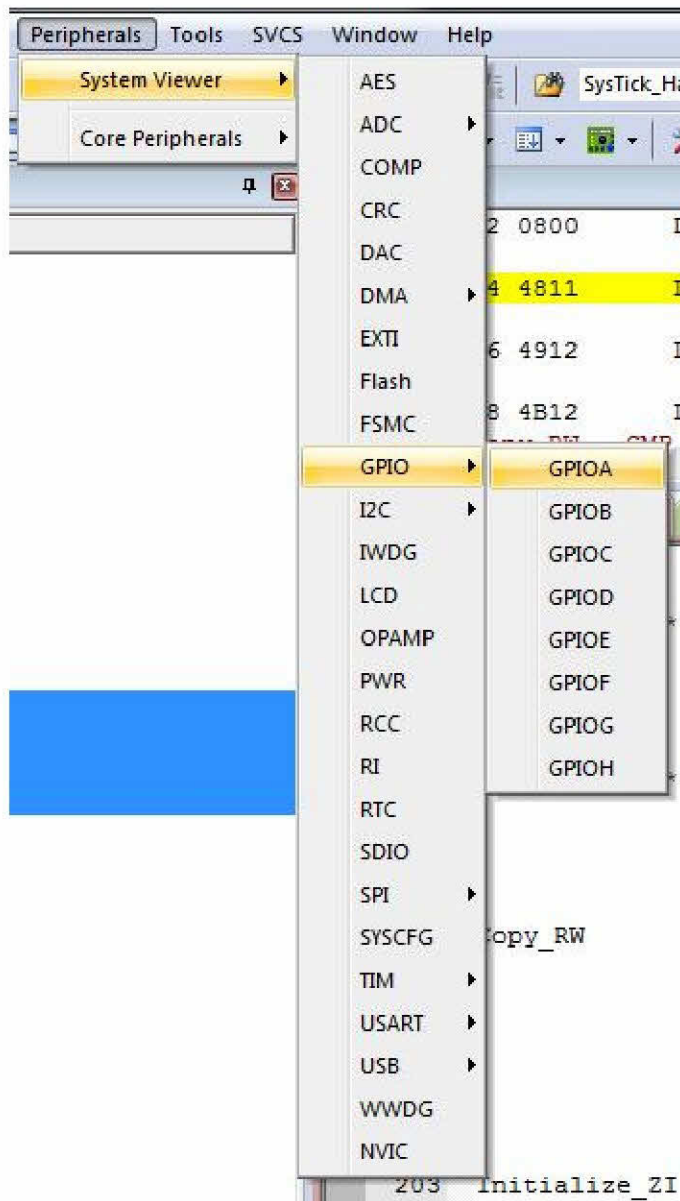 Peripherals Tools SVCS Window Help
System Viewer
Core Peripherals
AES
ADC
COMP
CRC
DAC
DMA
EXTI
Flash
FSMC
GPIO
I2C
IWDG
LCD
OPAMP
PWR
RCC
RI
RTC
SDIO
SPI
SYSCFG
TIM
USART
USB
WWDG
NVIC
GPIOA
GPIOB
GPIOC
GPIOD
GPIOE
GPIOF
GPIOG
GPIOH
SysTick_Ha
2 0800
4 4811
6 4912
8 4B12
opy_RW
203 Initialize_ZI